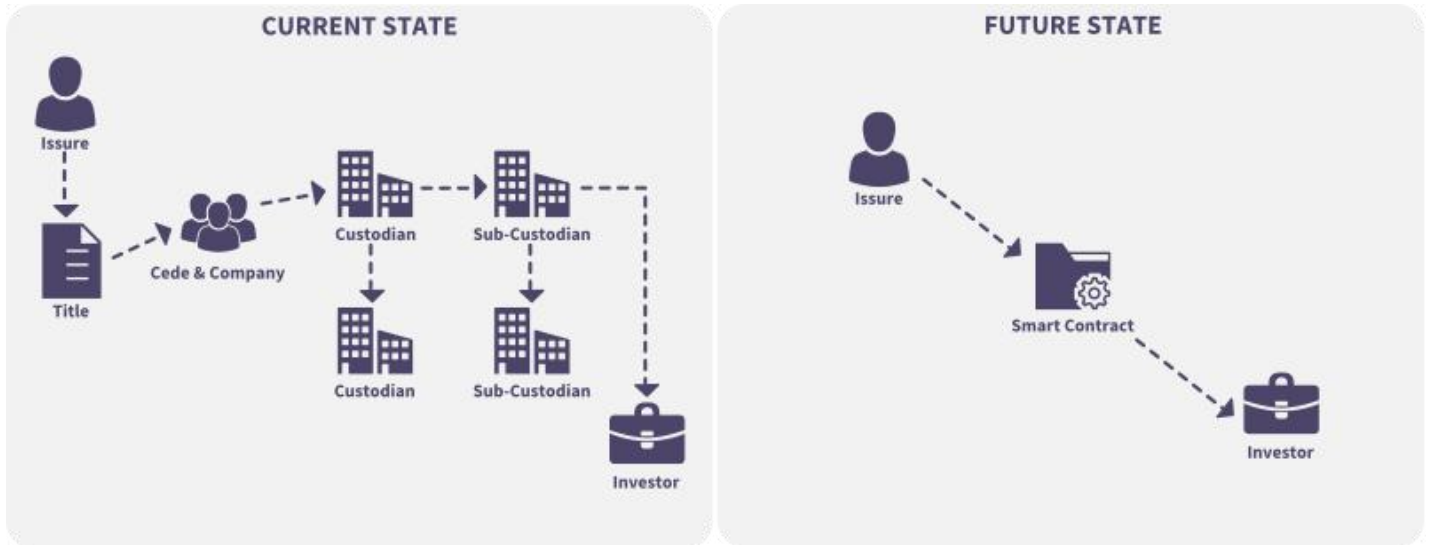 CURRENT STATE
Issure
Title
Cede & Company
Custodian
Sub-Custodian
Custodian
Sub-Custodian
Investor
FUTURE STATE
Issure
Smart Contract
Investor